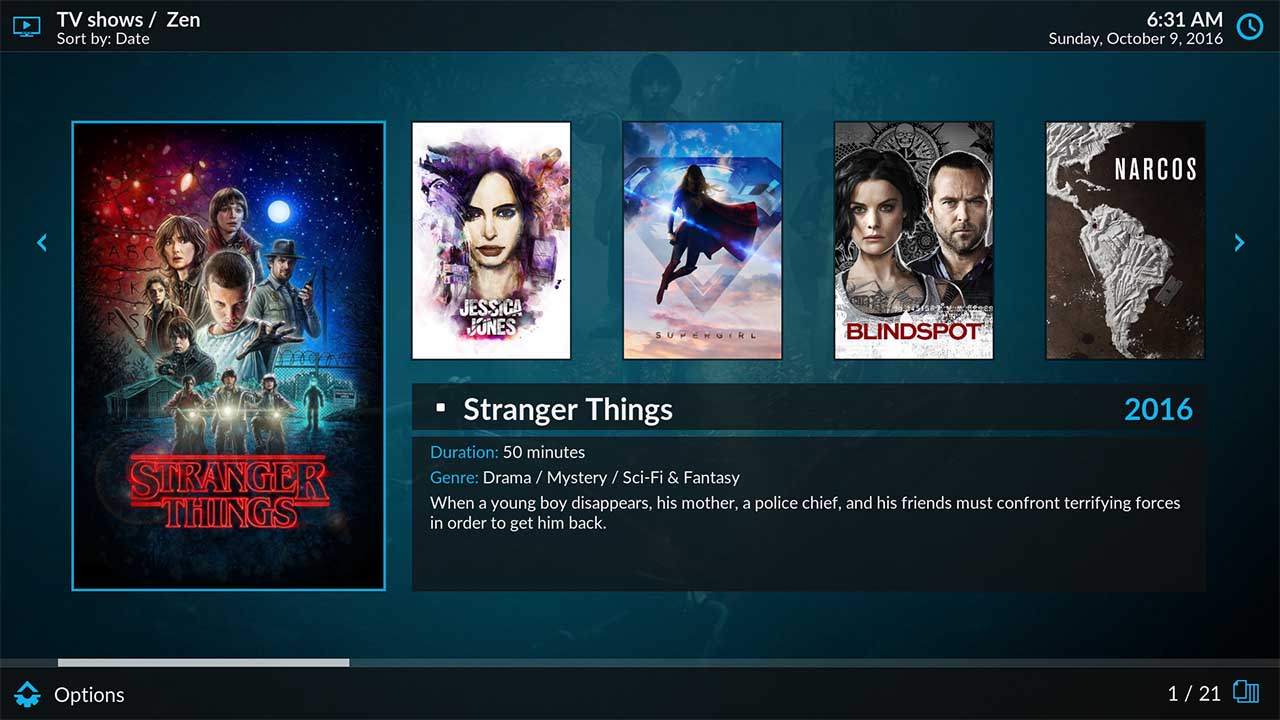 TV shows / Zen
Sort by: Date
6:31 AM
Sunday, October 9, 2016
STRANGER
THINGS
JESSICA
JONES
SUPERGIRL
BLINDSPOT
NARCOS
Stranger Things
2016
Duration: 50 minutes
Genre: Drama / Mystery / Sci-Fi & Fantasy
When a young boy disappears, his mother, a police chief, and his friends must confront terrifying forces
in order to get him back.
Options
1 / 21